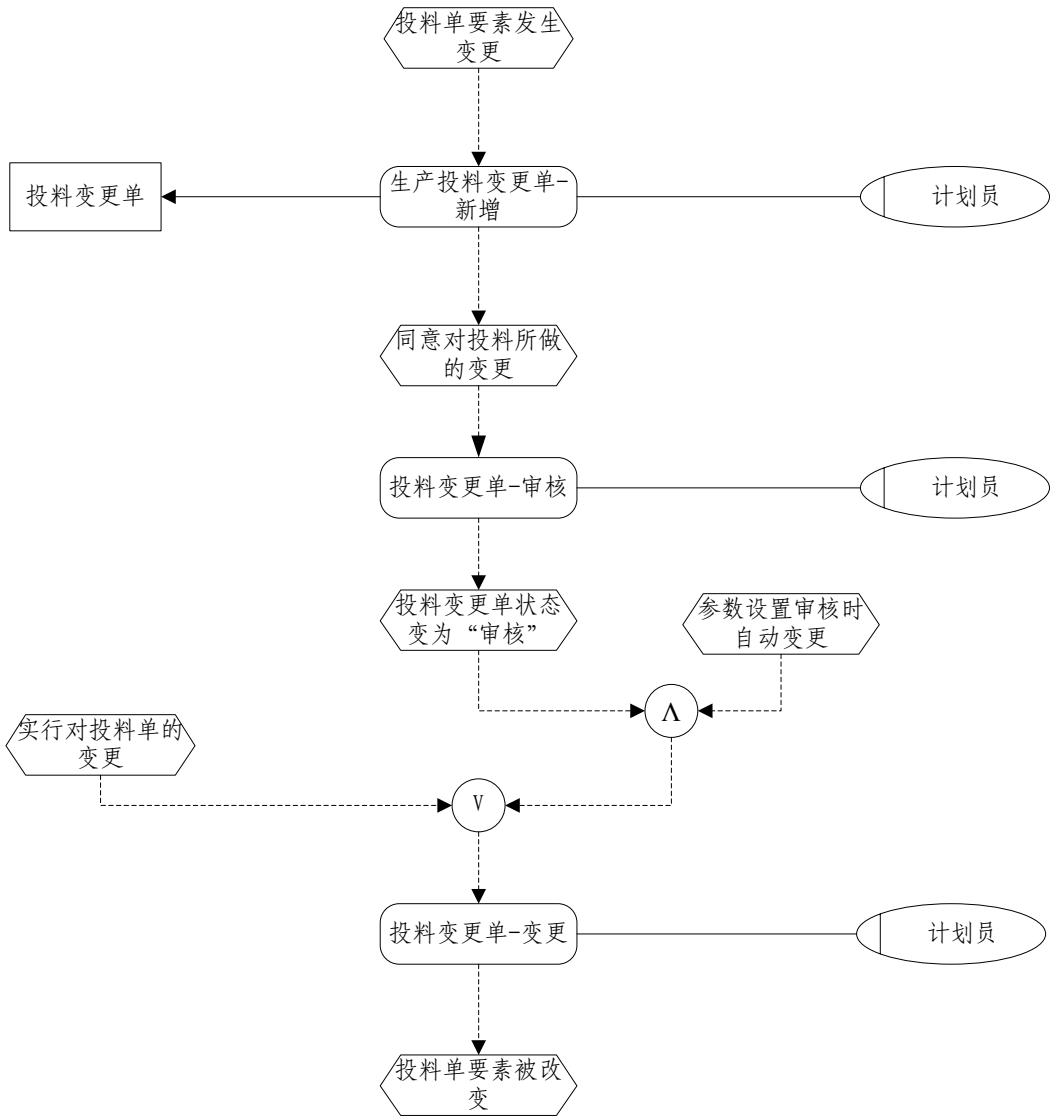 投料单要素发生
变更
投料变更单
生产投料变更单-
新增
计划员
同意对投料所做
的变更
投料变更单-审核
计划员
投料变更单状态
变为“审核”
参数设置审核时
自动变更
Λ
实行对投料单的
变更
V
投料变更单-变更
计划员
投料单要素被改
变